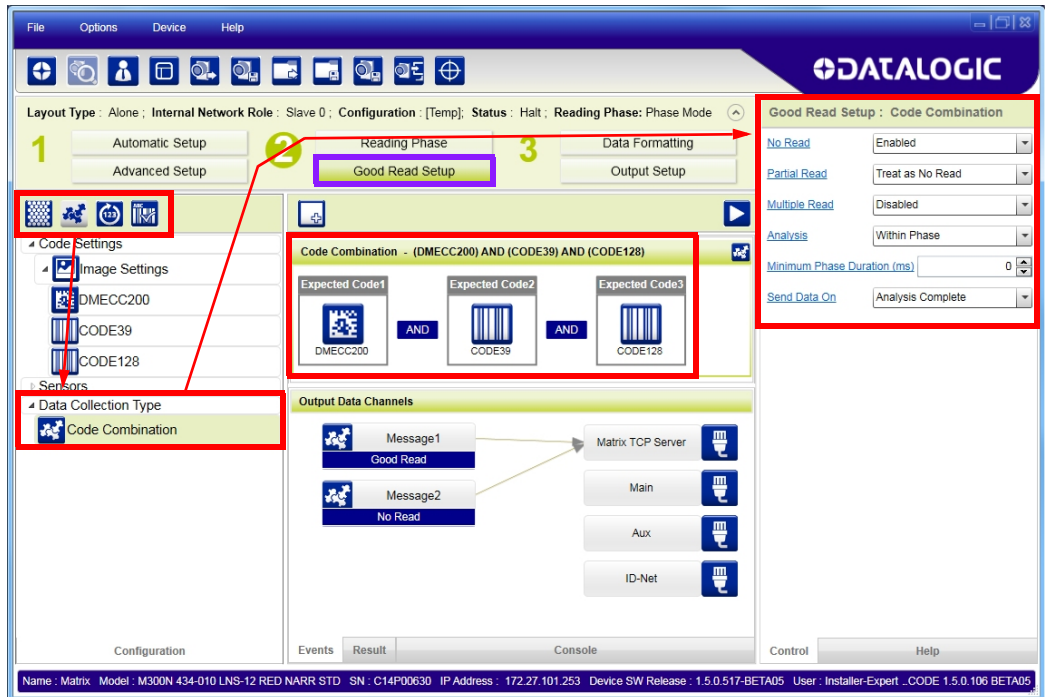 File Options Device Help
DATALOGIC
Layout Type : Alone ; Internal Network Role : Slave 0 ; Configuration : [Temp]; Status : Halt ; Reading Phase: Phase Mode
1 Automatic Setup
Advanced Setup
2 Reading Phase
Good Read Setup
3 Data Formatting
Output Setup
123
ABC
Code Settings
Image Settings
DMECC200
CODE39
CODE128
Sensors
Data Collection Type
Code Combination
Configuration
Code Combination - (DMECC200) AND (CODE39) AND (CODE128)
Expected Code1 Expected Code2 Expected Code3
AND AND
DMECC200 CODE39 CODE128
Output Data Channels
Message1
Good Read
Message2
No Read
Matrix TCP Server
Main
Aux
ID-Net
Events Result Console
Good Read Setup : Code Combination
No Read Enabled
Partial Read Treat as No Read
Multiple Read Disabled
Analysis Within Phase
Minimum Phase Duration (ms) 0
Send Data On Analysis Complete
Control Help
Name : Matrix Model : M300N 434-010 LNS-12 RED NARR STD SN : C14P00630 IP Address : 172.27.101.253 Device SW Release : 1.5.0.517-BETA05 User : Installer-Expert ..CODE 1.5.0.106 BETA05